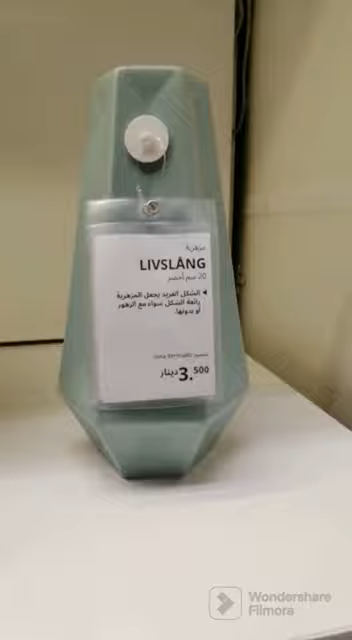 مزهرية
LIVSLÅNG
20 سم أخضر
◂ الشكل الفريد يجعل المزهرية
رائعة الشكل سواء مع الزهور
أو بدونها.
3.500 دينار
Wondershare
Filmora